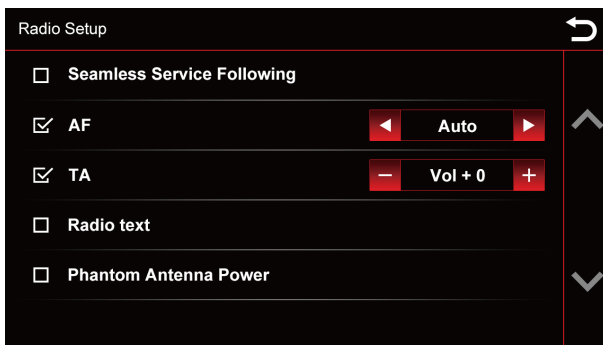 Radio Setup
Seamless Service Following
AF Auto
TA Vol + 0
Radio text
Phantom Antenna Power